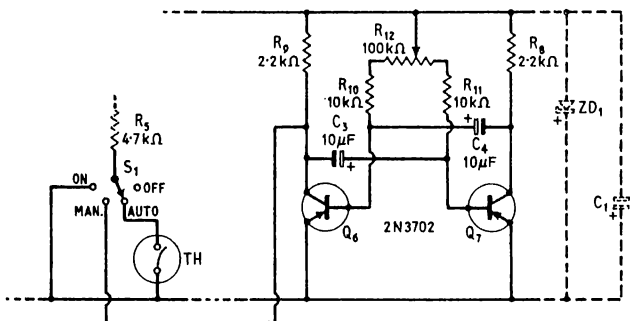 R12
100kΩ
R9
2.2kΩ
R8
2.2kΩ
R10
10kΩ
R11
10kΩ
ZD1
+
R5
4.7kΩ
C3
10μF
+
+
C4
10μF
S1
ON
OFF
C1
+
MAN.
AUTO
Q6
2N3702
Q7
TH